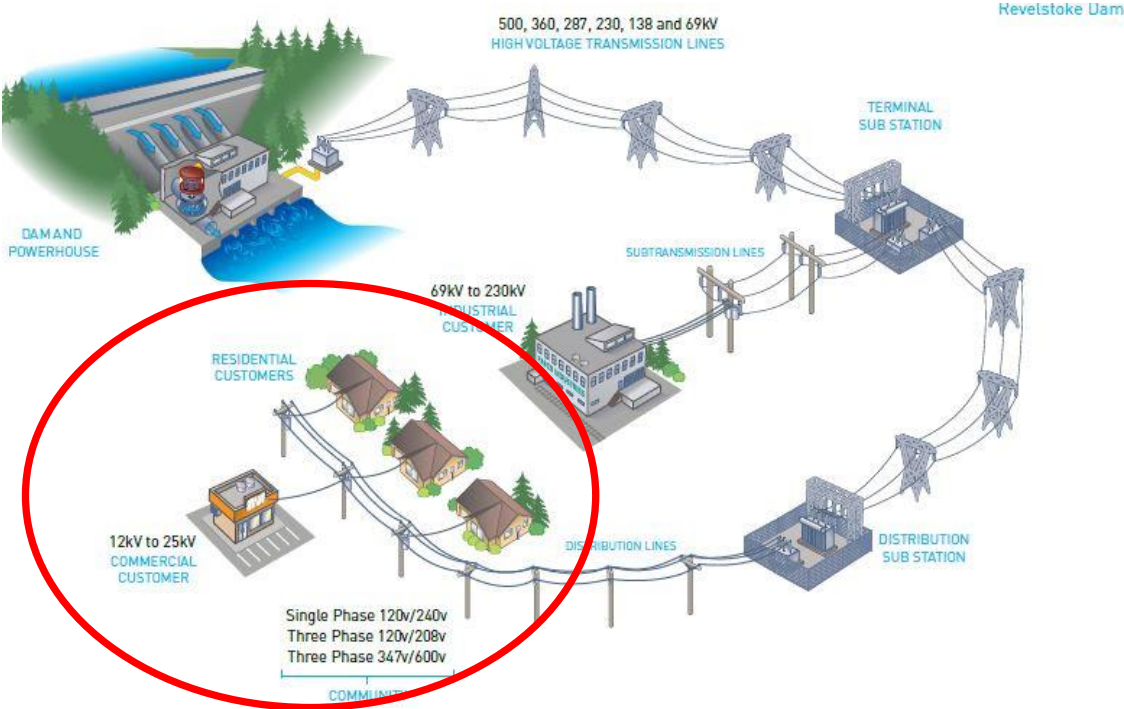 Revelstoke Dam
500, 360, 287, 230, 138 and 69kV
HIGH VOLTAGE TRANSMISSION LINES
TERMINAL
SUB STATION
DAM AND
POWERHOUSE
SUBTRANSMISSION LINES
69kV to 230kV
INDUSTRIAL
CUSTOMER
RESIDENTIAL
CUSTOMERS
12kV to 25kV
COMMERCIAL
CUSTOMER
DISTRIBUTION LINES
DISTRIBUTION
SUB STATION
Single Phase 120v/240v
Three Phase 120v/208v
Three Phase 347v/600v
COMMUNITY